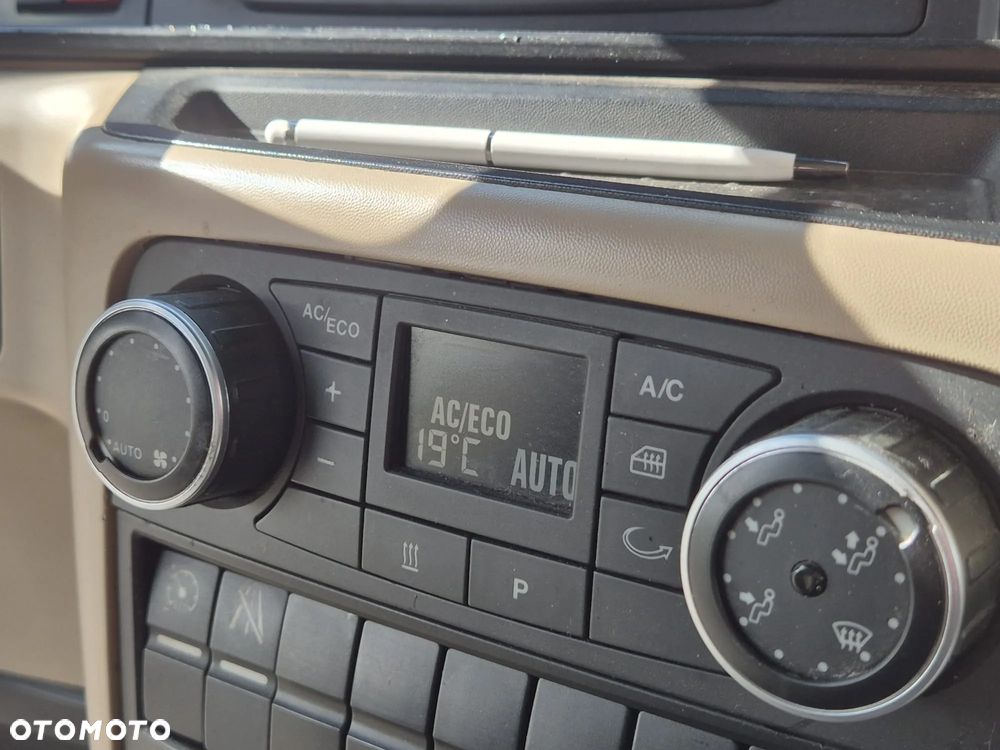 AC/ECO
+
−
0
AUTO
AC/ECO
19°C
AUTO
A/C
P
OTOMOTO